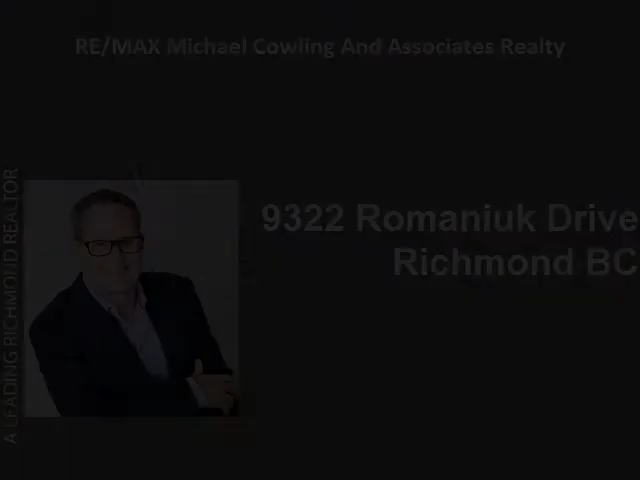 RE/MAX Michael Cowling And Associates Realty
A LEADING RICHMOND REALTOR
9322 Romaniuk Drive
Richmond BC